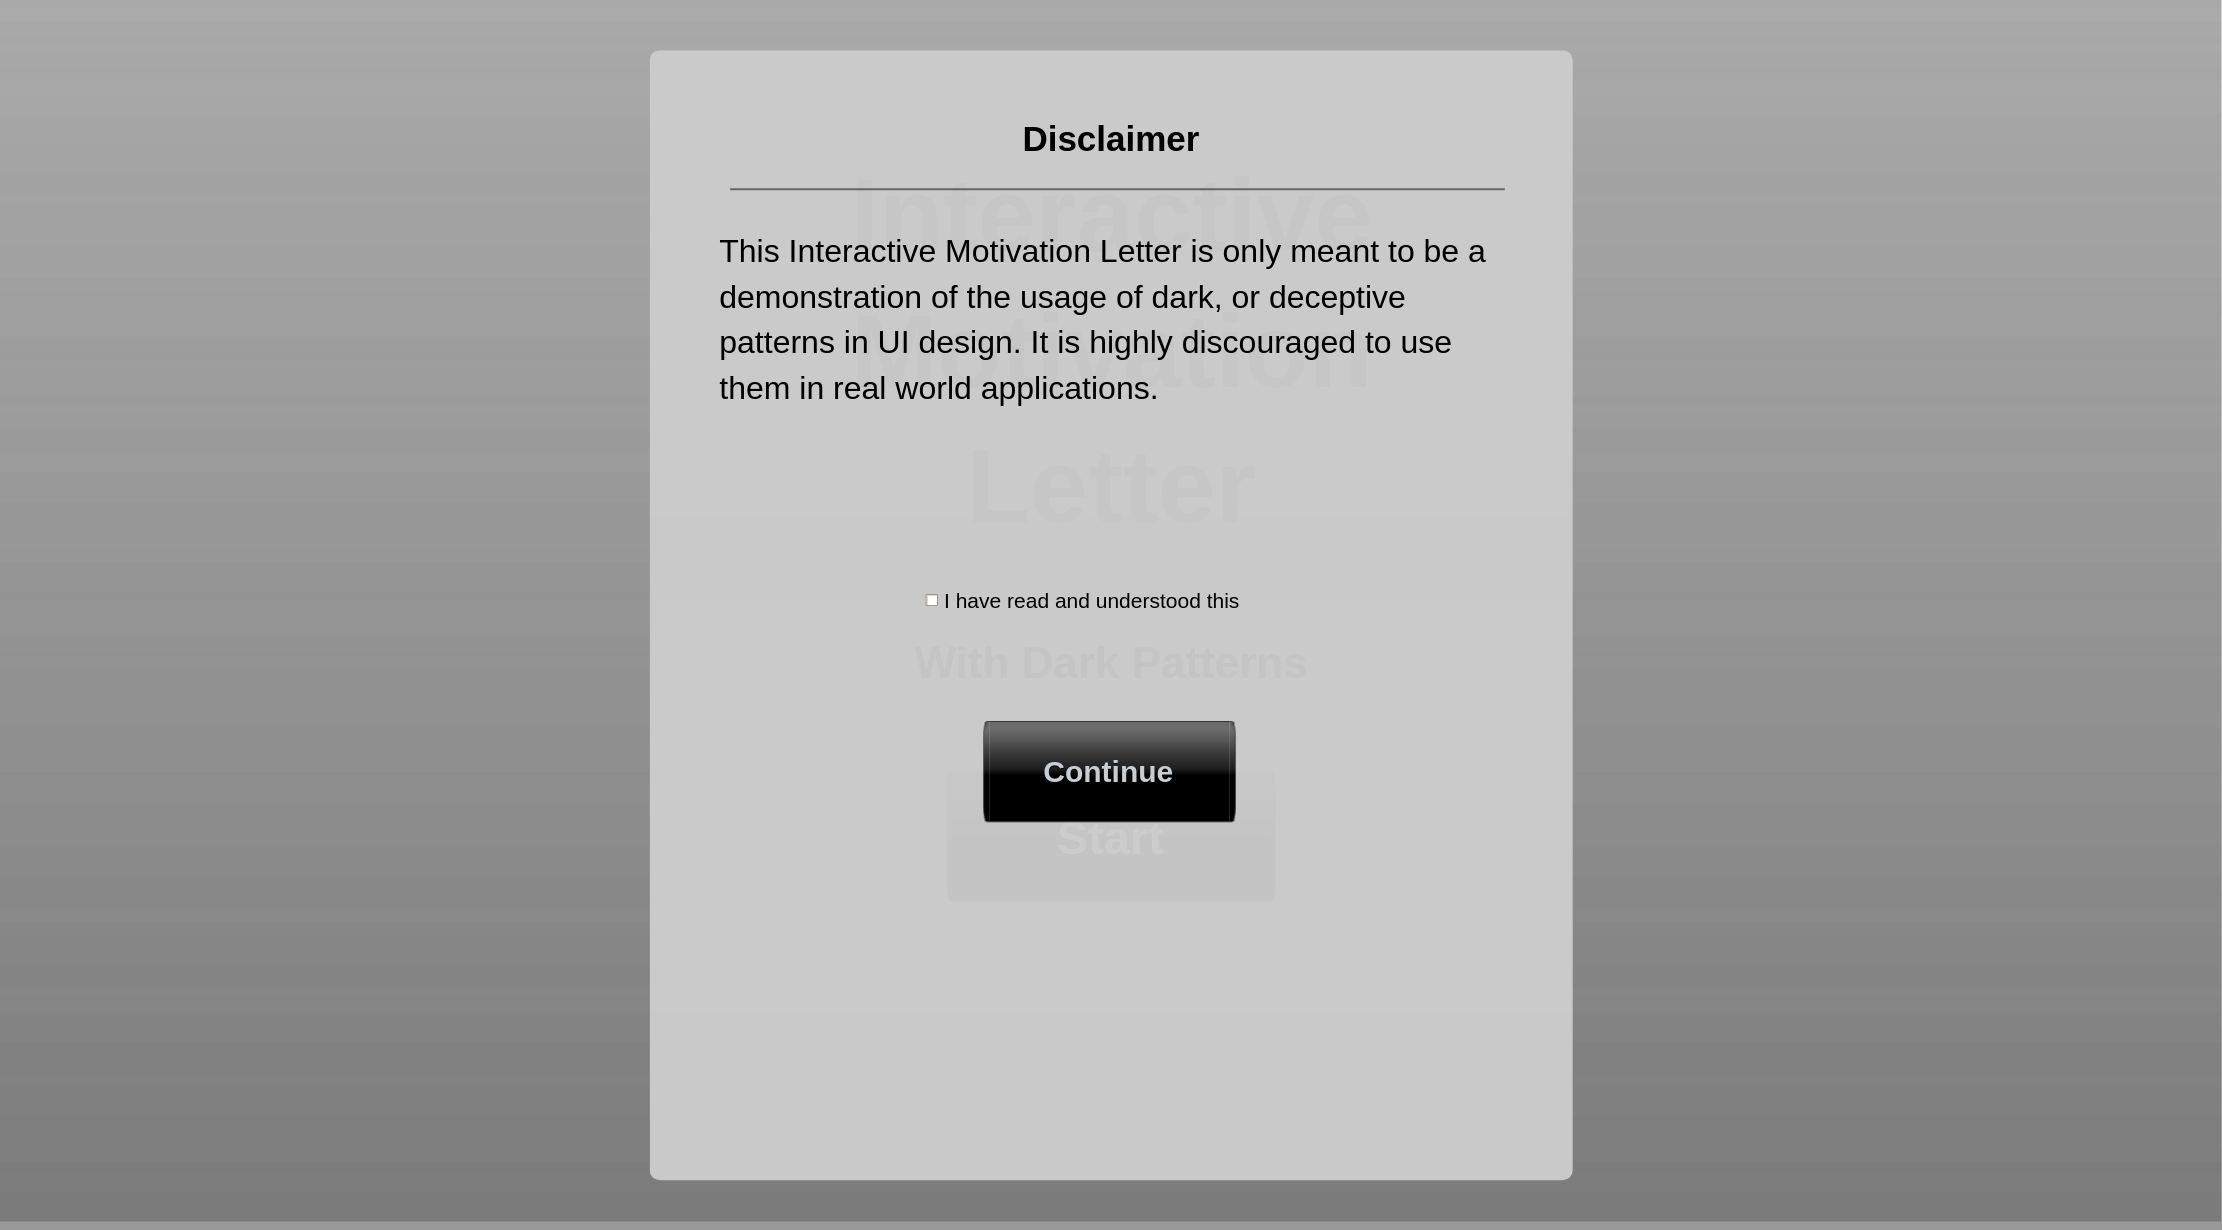 Disclaimer
Interactive
This Interactive Motivation Letter is only meant to be a
demonstration of the usage of dark, or deceptive
Motivation
patterns in UI design. It is highly discouraged to use
them in real world applications.
Letter
I have read and understood this
With Dark Patterns
Continue
Start